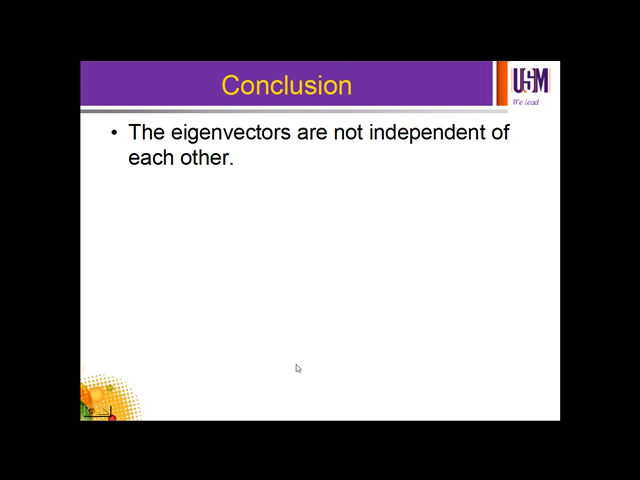 Conclusion
USM
We lead
• The eigenvectors are not independent of
each other.